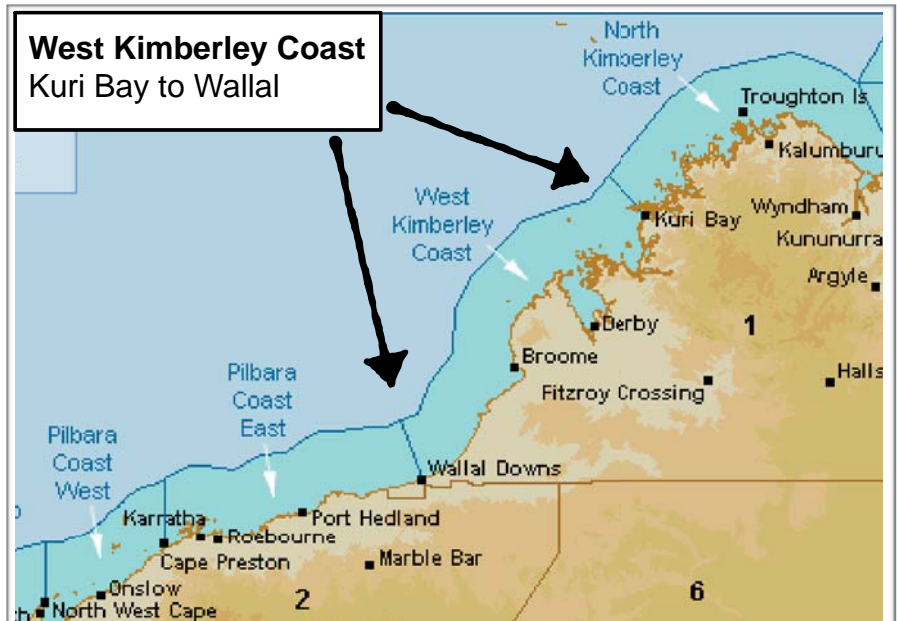 West Kimberley Coast
Kuri Bay to Wallal
North
Kimberley
Coast
Troughton Is
Kalumburu
West
Kimberley
Coast
Kuri Bay
Wyndham
Kununurra
Argyle
Derby
1
Broome
Fitzroy Crossing
Halls
Pilbara
Coast
East
Pilbara
Coast
West
Wallal Downs
Karratha
Port Hedland
Roebourne
Cape Preston
Marble Bar
Onslow
2
6
North West Cape